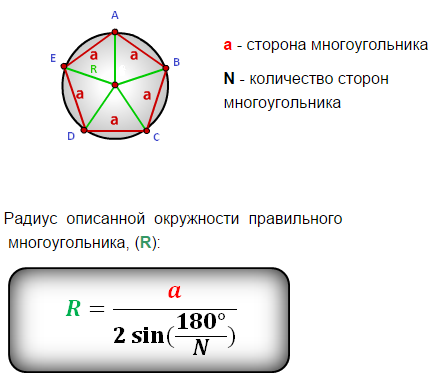 A
E
B
R
a
a
a
a
a
D
C
a - сторона многоугольника
N - количество сторон
многоугольника
Радиус описанной окружности правильного
многоугольника, (R):
R = a / (2 sin(180°/N))